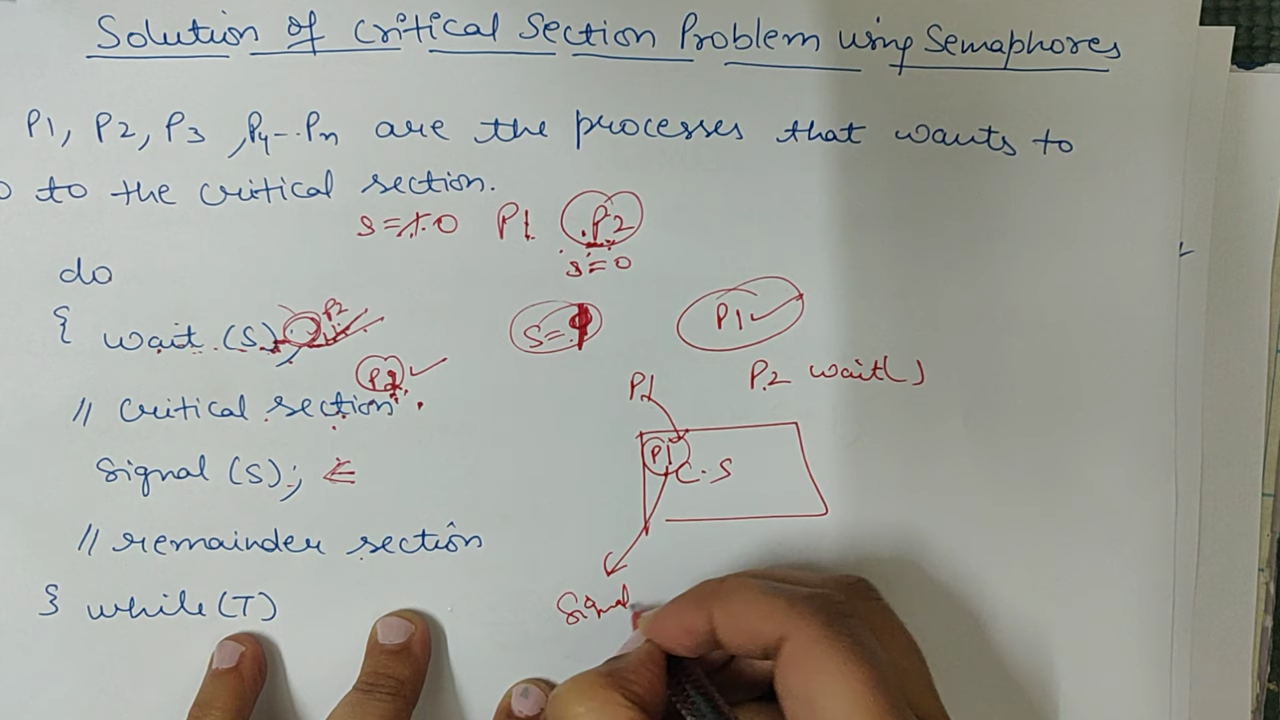 Solution of Critical Section Problem using Semaphores
P1, P2, P3, P4-..Pn are the processes that wants to
to the critical section.
S=1.0 P1. .P2
S=0
do
{ wait (S); P2
S= P1
P2 wait()
// critical section.
P1
P1 C.S
Signal (S);
// remainder section
} while(T)
Signal